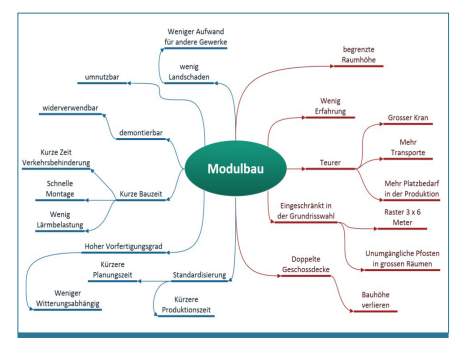 Modulbau
Weniger Aufwand
für andere Gewerke
wenig
Landschaden
umnutzbar
widerverwendbar
demontierbar
Kurze Zeit
Verkehrsbehinderung
Schnelle
Montage
Wenig
Lärmbelastung
Kurze Bauzeit
Hoher Vorfertigungsgrad
Weniger
Witterungsabhängig
Kürzere
Planungszeit
Standardisierung
Kürzere
Produktionszeit
begrenzte
Raumhöhe
Wenig
Erfahrung
Teurer
Grosser Kran
Mehr
Transporte
Mehr Platzbedarf
in der Produktion
Eingeschränkt in
der Grundrisswahl
Raster 3 x 6
Meter
Unumgängliche Pfosten
in grossen Räumen
Doppelte
Geschossdecke
Bauhöhe
verlieren